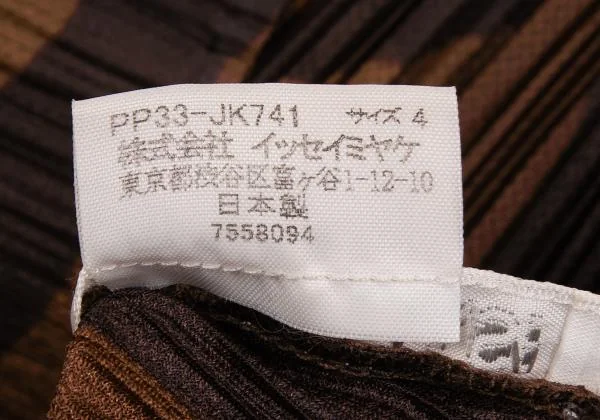 PP33-JK741 サイズ 4
株式会社 イッセイミヤケ
東京都渋谷区富ヶ谷1-12-10
日本製
7558094